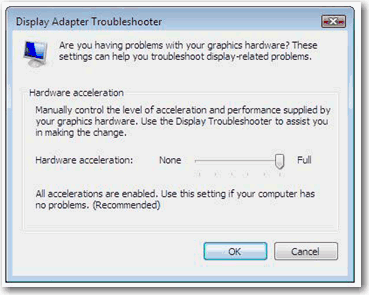 Display Adapter Troubleshooter
Are you having problems with your graphics hardware? These
settings can help you troubleshoot display-related problems.
Hardware acceleration
Manually control the level of acceleration and performance supplied by
your graphics hardware. Use the Display Troubleshooter to assist you
in making the change.
Hardware acceleration: None Full
All accelerations are enabled. Use this setting if your computer has
no problems. (Recommended)
OK Cancel